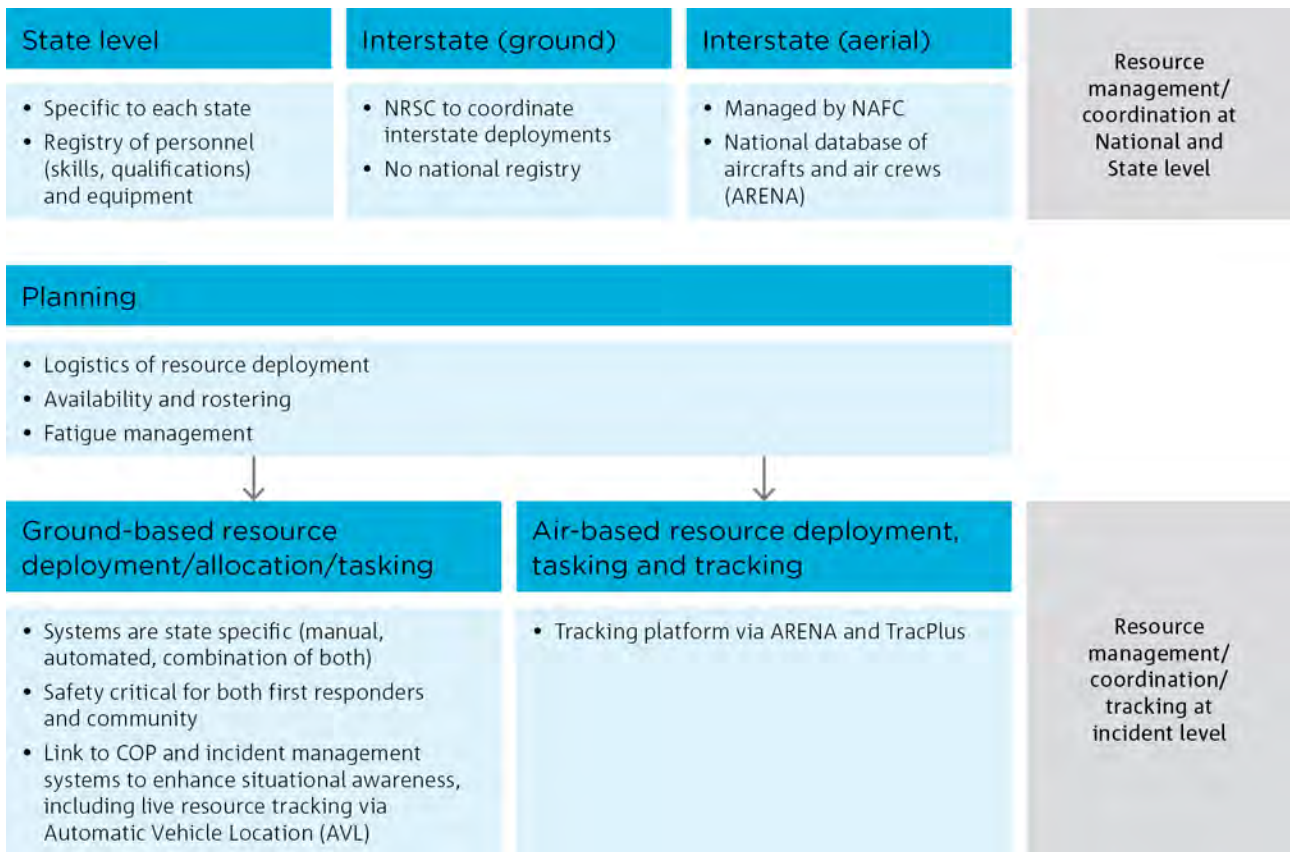 State level
• Specific to each state
• Registry of personnel
(skills, qualifications)
and equipment
Interstate (ground)
• NRSC to coordinate
interstate deployments
• No national registry
Interstate (aerial)
• Managed by NAFC
• National database of
aircrafts and air crews
(ARENA)
Resource
management/
coordination at
National and
State level
Planning
• Logistics of resource deployment
• Availability and rostering
• Fatigue management
Ground-based resource
deployment/allocation/tasking
• Systems are state specific (manual,
automated, combination of both)
• Safety critical for both first responders
and community
• Link to COP and incident management
systems to enhance situational awareness,
including live resource tracking via
Automatic Vehicle Location (AVL)
Air-based resource deployment,
tasking and tracking
• Tracking platform via ARENA and TracPlus
Resource
management/
coordination/
tracking at
incident level